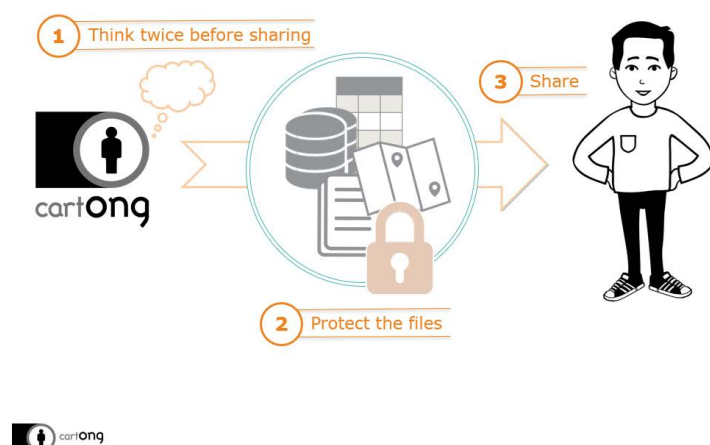 1 Think twice before sharing
3 Share
cartONG
2 Protect the files
cartONG